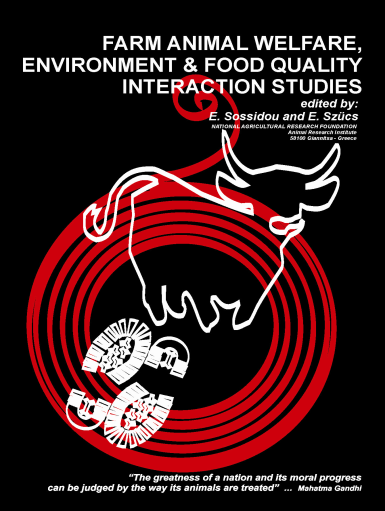 FARM ANIMAL WELFARE,
ENVIRONMENT & FOOD QUALITY
INTERACTION STUDIES
edited by:
E. Sossidou and E. Szücs
NATIONAL AGRICULTURAL RESEARCH FOUNDATION
Animal Research Institute
58100 Giannitsa - Greece
"The greatness of a nation and its moral progress
can be judged by the way its animals are treated" ... Mahatma Gandhi